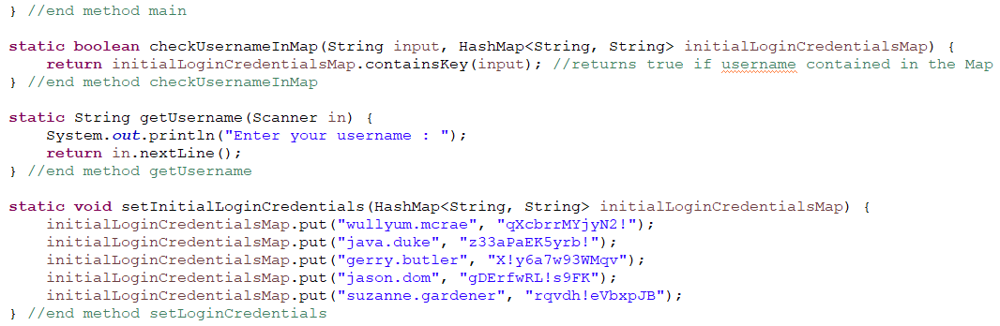 } //end method main
static boolean checkUsernameInMap(String input, HashMap<String, String> initialLoginCredentialsMap) {
    return initialLoginCredentialsMap.containsKey(input); //returns true if username contained in the Map
} //end method checkUsernameInMap
static String getUsername(Scanner in) {
    System.out.println("Enter your username : ");
    return in.nextLine();
} //end method getUsername
static void setInitialLoginCredentials(HashMap<String, String> initialLoginCredentialsMap) {
    initialLoginCredentialsMap.put("wullyum.mcrae", "qXcbrrMYjyN2!");
    initialLoginCredentialsMap.put("java.duke", "z33aPaEK5yrb!");
    initialLoginCredentialsMap.put("gerry.butler", "X!y6a7w93WMqv");
    initialLoginCredentialsMap.put("jason.dom", "gDErfwRL!s9FK");
    initialLoginCredentialsMap.put("suzanne.gardener", "rqvdh!eVbxpJB");
} //end method setLoginCredentials